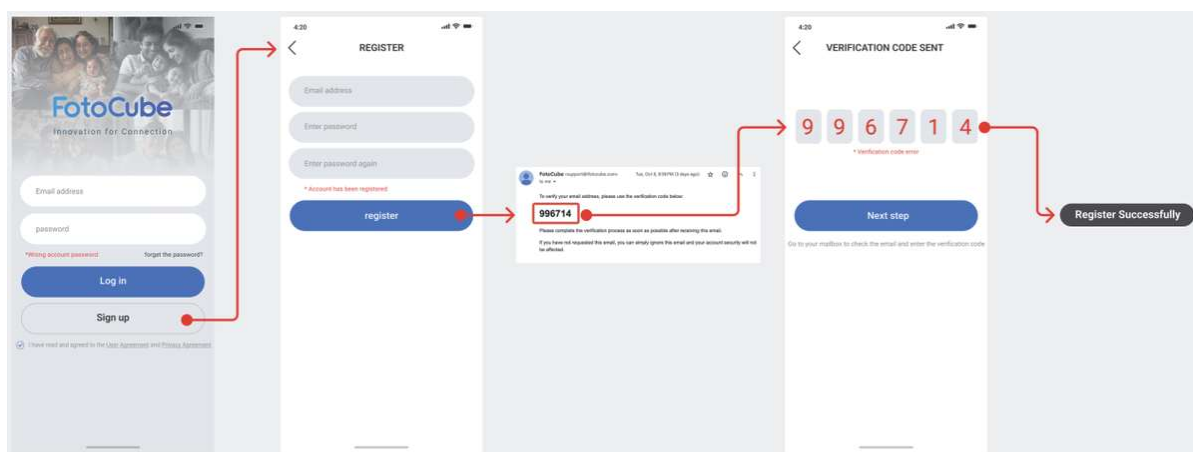 FotoCube
Innovation for Connection
Email address
password
*Wrong account password
forget the password?
Log in
Sign up
I have read and agreed to the User Agreement and Privacy Agreement
4:20
REGISTER
Email address
Enter password
Enter password again
* Account has been registered
register
FotoCube <support@fotocube.com>
to me
To verify your email address, please use the verification code below:
996714
Please complete the verification process as soon as possible after receiving this email.
If you have not requested this email, you can simply ignore this email and your account security will not
be affected.
4:20
VERIFICATION CODE SENT
9 9 6 7 1 4
* Verification code error
Next step
Go to your mailbox to check the email and enter the verification code
Register Successfully